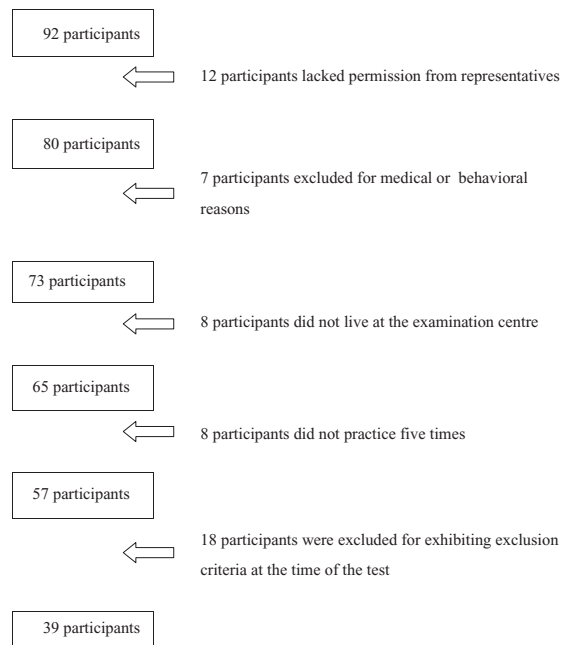 92 participants
12 participants lacked permission from representatives
80 participants
7 participants excluded for medical or behavioral
reasons
73 participants
8 participants did not live at the examination centre
65 participants
8 participants did not practice five times
57 participants
18 participants were excluded for exhibiting exclusion
criteria at the time of the test
39 participants